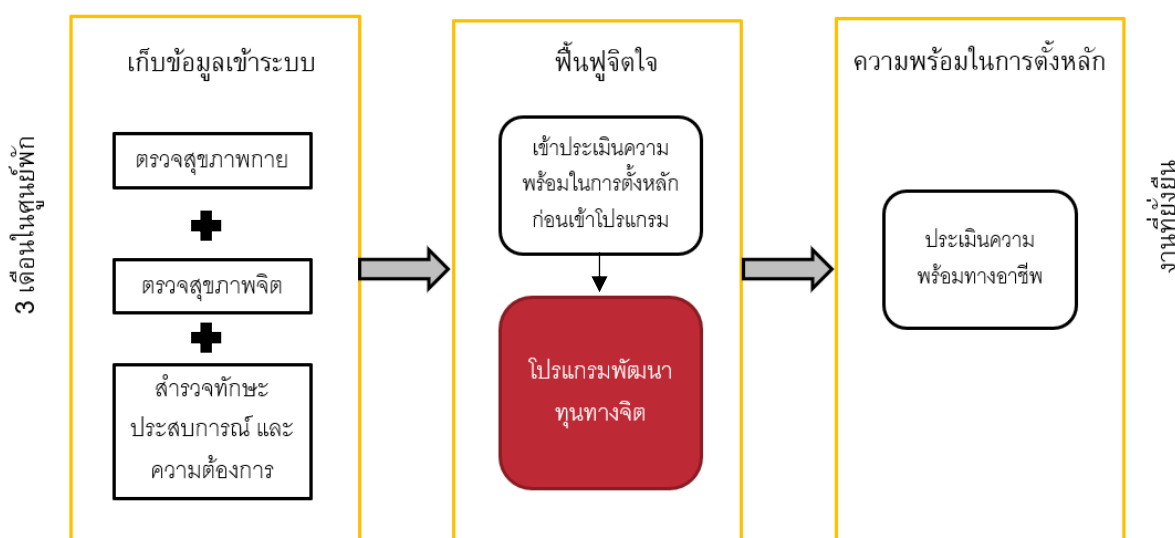 3 เดือนในศูนย์พัก
เก็บข้อมูลเข้าระบบ
ตรวจสุขภาพกาย
ตรวจสุขภาพจิต
สำรวจทักษะ
ประสบการณ์ และ
ความต้องการ
ฟื้นฟูจิตใจ
เข้าประเมินความ
พร้อมในการตั้งหลัก
ก่อนเข้าโปรแกรม
โปรแกรมพัฒนา
ทุนทางจิต
ความพร้อมในการตั้งหลัก
ประเมินความ
พร้อมทางอาชีพ
งานที่ยั่งยืน